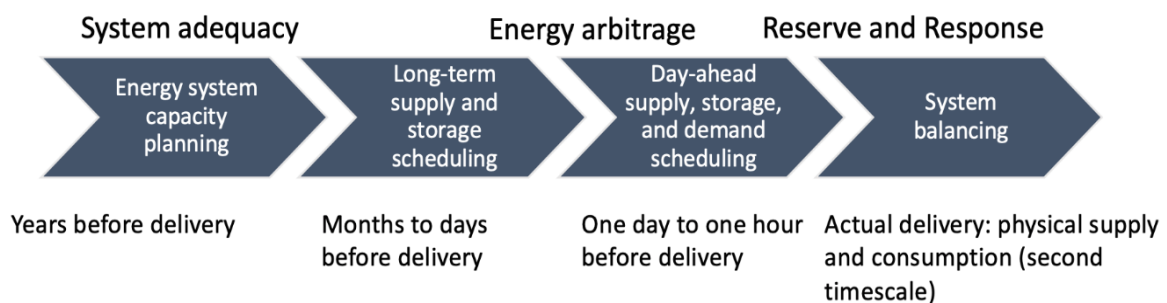 System adequacy
Energy arbitrage
Reserve and Response
Energy system
capacity
planning
Long-term
supply and
storage
scheduling
Day-ahead
supply, storage,
and demand
scheduling
System
balancing
Years before delivery
Months to days
before delivery
One day to one hour
before delivery
Actual delivery: physical supply
and consumption (second
timescale)